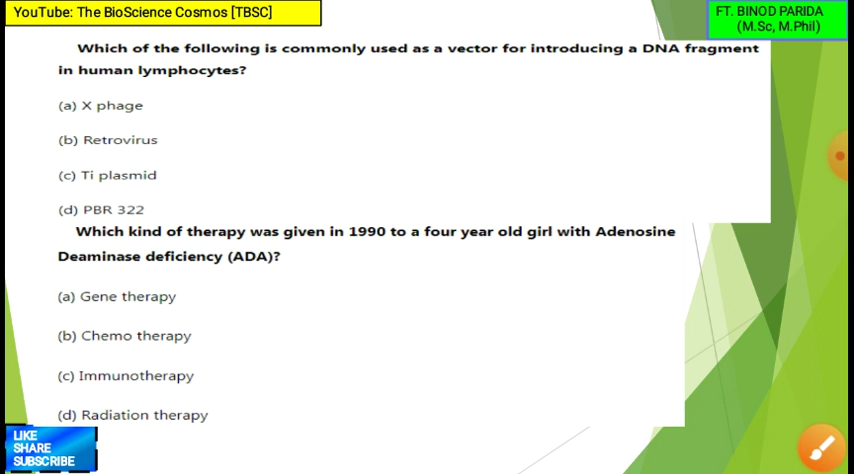 YouTube: The BioScience Cosmos [TBSC]
FT. BINOD PARIDA
(M.Sc, M.Phil)
Which of the following is commonly used as a vector for introducing a DNA fragment
in human lymphocytes?
(a) X phage
(b) Retrovirus
(c) Ti plasmid
(d) PBR 322
Which kind of therapy was given in 1990 to a four year old girl with Adenosine
Deaminase deficiency (ADA)?
(a) Gene therapy
(b) Chemo therapy
(c) Immunotherapy
(d) Radiation therapy
LIKE
SHARE
SUBSCRIBE